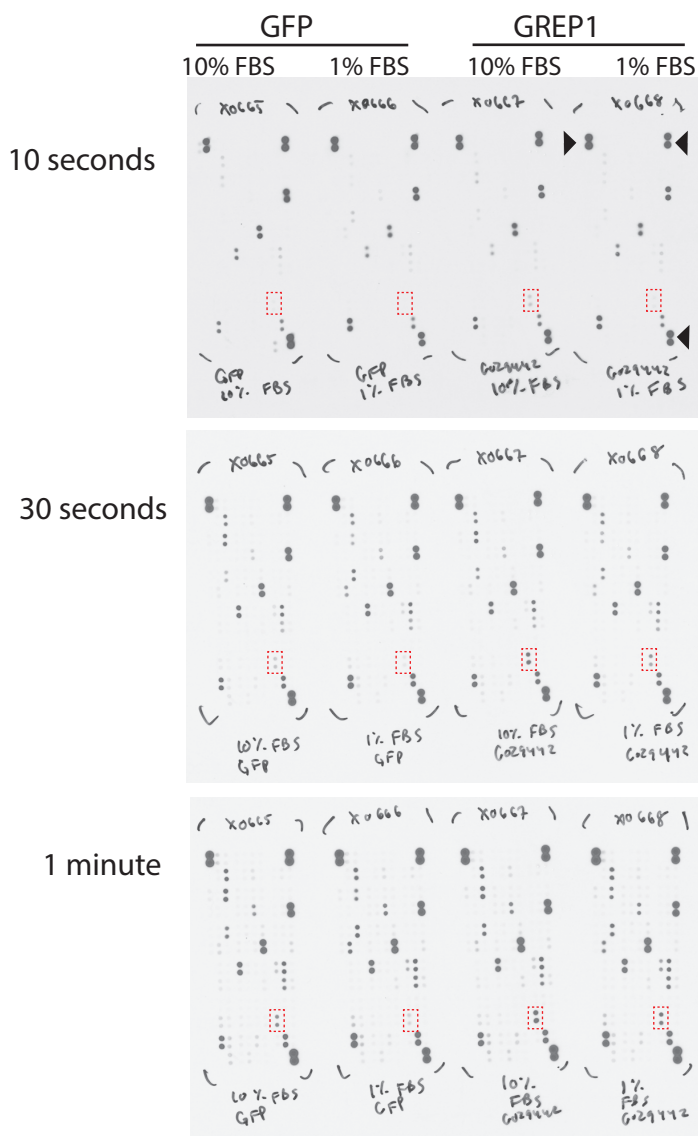 GFP GREP1
10% FBS 1% FBS 10% FBS 1% FBS
10 seconds
X0665 X0666 X0667 X0668
GFP GFP G029442 G029442
10% FBS 1% FBS 10% FBS 1% FBS
30 seconds
X0665 X0666 X0667 X0668
10% FBS 1% FBS 10% FBS 1% FBS
GFP GFP G029442 G029442
1 minute
X0665 X0666 X0667 X0668
10% FBS 1% FBS 10% 1%
GFP GFP FBS FBS
G029442 G029442